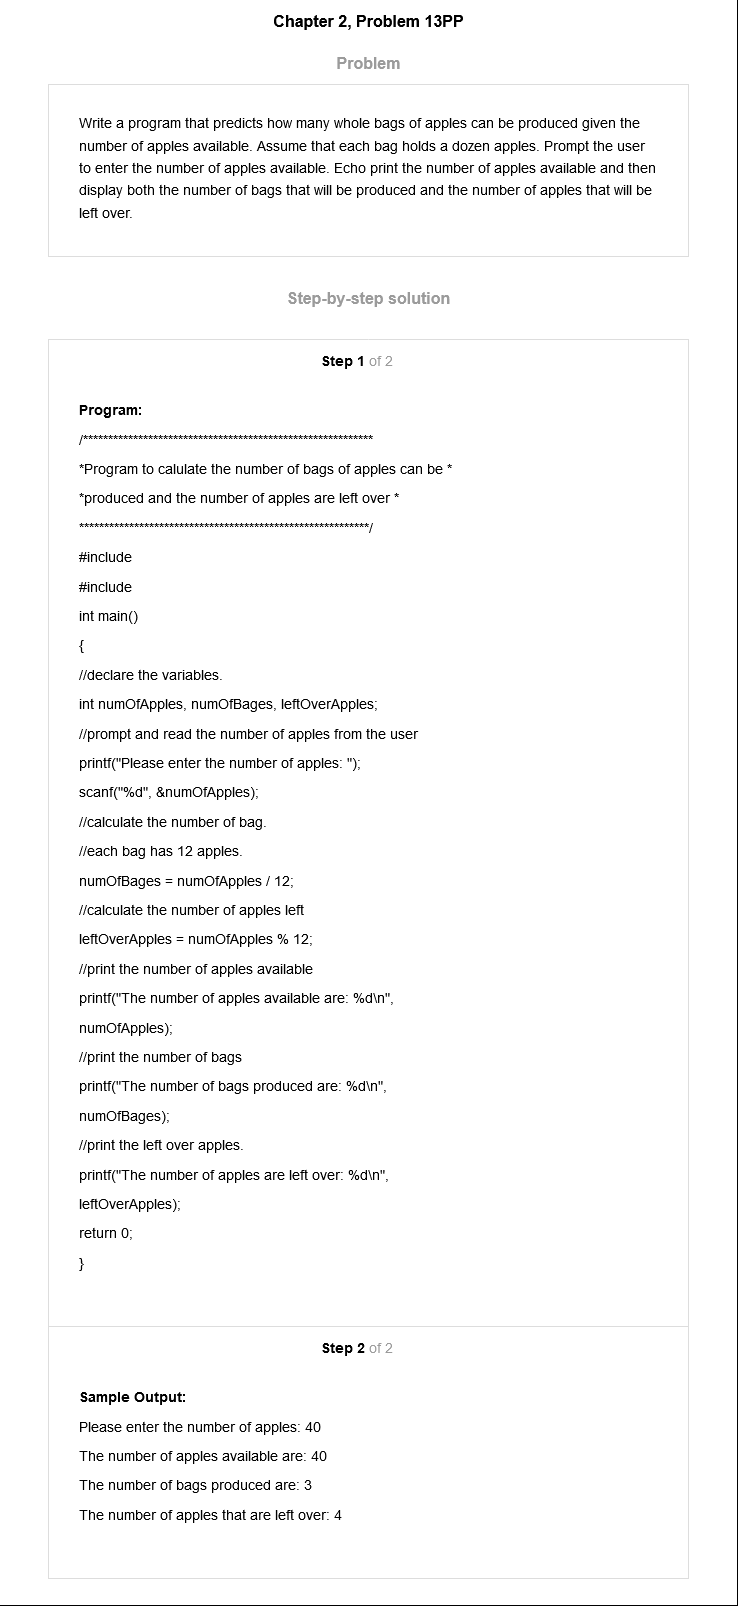 Chapter 2, Problem 13PP
Problem
Write a program that predicts how many whole bags of apples can be produced given the
number of apples available. Assume that each bag holds a dozen apples. Prompt the user
to enter the number of apples available. Echo print the number of apples available and then
display both the number of bags that will be produced and the number of apples that will be
left over.
Step-by-step solution
Step 1 of 2
Program:
/**********************************************************
*Program to calulate the number of bags of apples can be *
*produced and the number of apples are left over *
**********************************************************/
#include
#include
int main()
{
//declare the variables.
int numOfApples, numOfBages, leftOverApples;
//prompt and read the number of apples from the user
printf("Please enter the number of apples: ");
scanf("%d", &numOfApples);
//calculate the number of bag.
//each bag has 12 apples.
numOfBages = numOfApples / 12;
//calculate the number of apples left
leftOverApples = numOfApples % 12;
//print the number of apples available
printf("The number of apples available are: %d\n",
numOfApples);
//print the number of bags
printf("The number of bags produced are: %d\n",
numOfBages);
//print the left over apples.
printf("The number of apples are left over: %d\n",
leftOverApples);
return 0;
}
Step 2 of 2
Sample Output:
Please enter the number of apples: 40
The number of apples available are: 40
The number of bags produced are: 3
The number of apples that are left over: 4